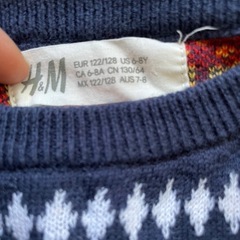 H&M
EUR 122/128 US 6-8Y
CA 6-8A CN 130/64
MX 122/128 AUS 7-8